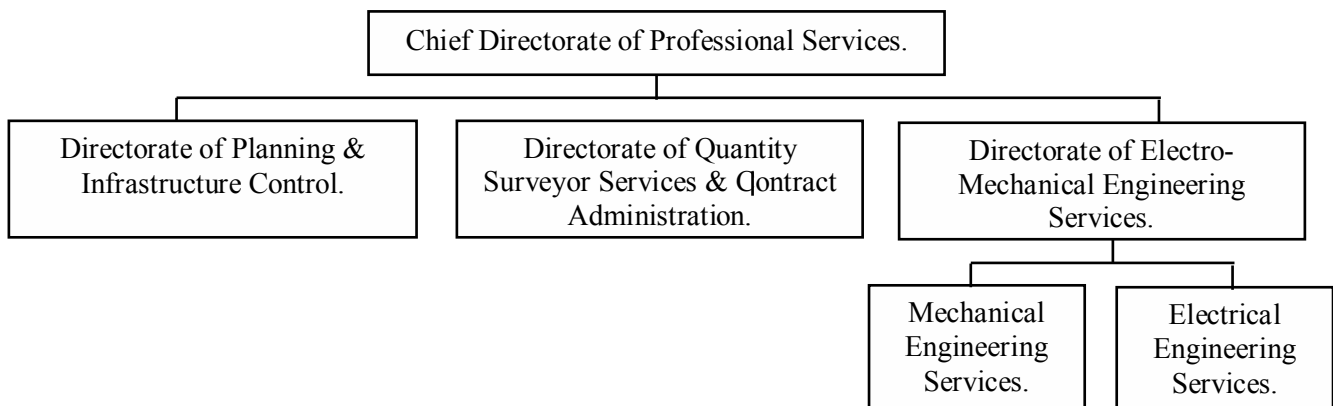 Chief Directorate of Professional Services.
Directorate of Planning &
Infrastructure Control.
Directorate of Quantity
Surveyor Services & Contract
Administration.
Directorate of Electro-
Mechanical Engineering
Services.
Mechanical
Engineering
Services.
Electrical
Engineering
Services.